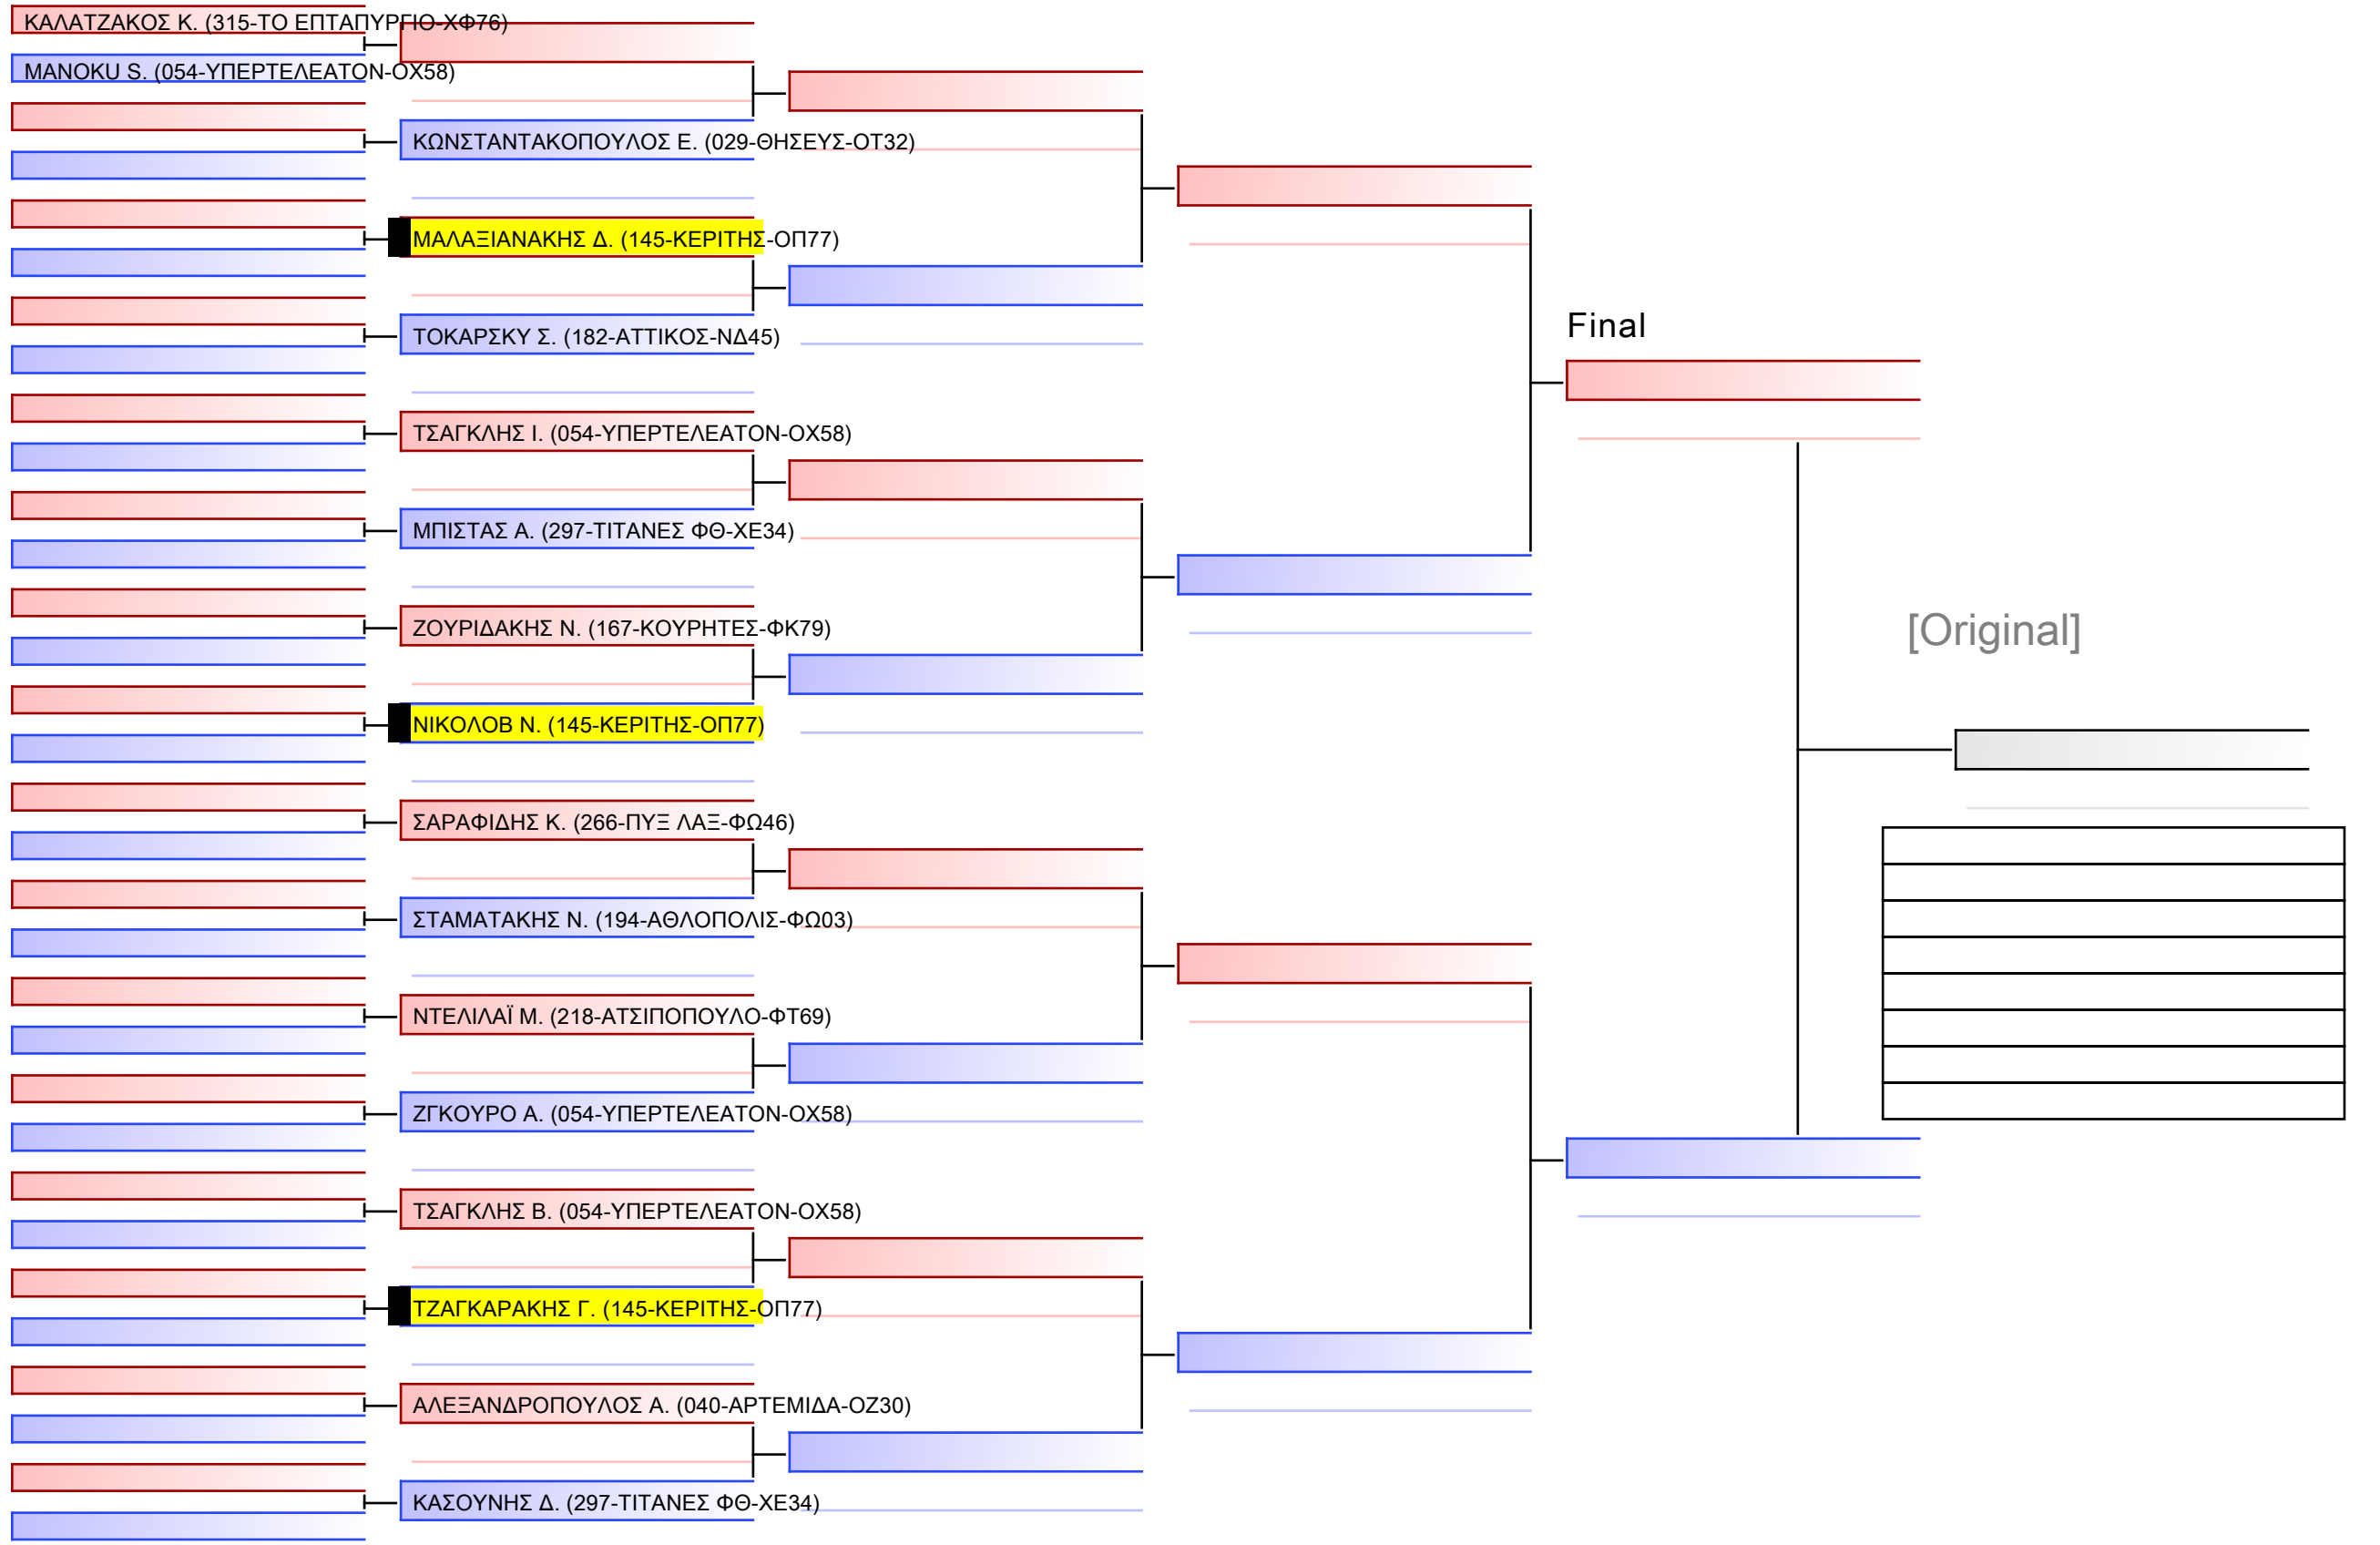 ΚΑΛΑΤΖΑΚΟΣ Κ. (315-ΤΟ ΕΠΤΑΠΥΡΓΙΟ-ΧΦ76)
MANOKU S. (054-ΥΠΕΡΤΕΛΕΑΤΟΝ-ΟΧ58)
ΚΩΝΣΤΑΝΤΑΚΟΠΟΥΛΟΣ Ε. (029-ΘΗΣΕΥΣ-ΟΤ32)
ΜΑΛΑΞΙΑΝΑΚΗΣ Δ. (145-ΚΕΡΙΤΗΣ-ΟΠ77)
ΤΟΚΑΡΣΚΥ Σ. (182-ΑΤΤΙΚΟΣ-ΝΔ45)
ΤΣΑΓΚΛΗΣ Ι. (054-ΥΠΕΡΤΕΛΕΑΤΟΝ-ΟΧ58)
ΜΠΙΣΤΑΣ Α. (297-ΤΙΤΑΝΕΣ ΦΘ-ΧΕ34)
ΖΟΥΡΙΔΑΚΗΣ Ν. (167-ΚΟΥΡΗΤΕΣ-ΦΚ79)
ΝΙΚΟΛΟΒ Ν. (145-ΚΕΡΙΤΗΣ-ΟΠ77)
ΣΑΡΑΦΙΔΗΣ Κ. (266-ΠΥΞ ΛΑΞ-ΦΩ46)
ΣΤΑΜΑΤΑΚΗΣ Ν. (194-ΑΘΛΟΠΟΛΙΣ-ΦΩ03)
ΝΤΕΛΙΛΑΪ Μ. (218-ΑΤΣΙΠΟΠΟΥΛΟ-ΦΤ69)
ΖΓΚΟΥΡΟ Α. (054-ΥΠΕΡΤΕΛΕΑΤΟΝ-ΟΧ58)
ΤΣΑΓΚΛΗΣ Β. (054-ΥΠΕΡΤΕΛΕΑΤΟΝ-ΟΧ58)
ΤΖΑΓΚΑΡΑΚΗΣ Γ. (145-ΚΕΡΙΤΗΣ-ΟΠ77)
ΑΛΕΞΑΝΔΡΟΠΟΥΛΟΣ Α. (040-ΑΡΤΕΜΙΔΑ-ΟΖ30)
ΚΑΣΟΥΝΗΣ Δ. (297-ΤΙΤΑΝΕΣ ΦΘ-ΧΕ34)
Final
[Original]